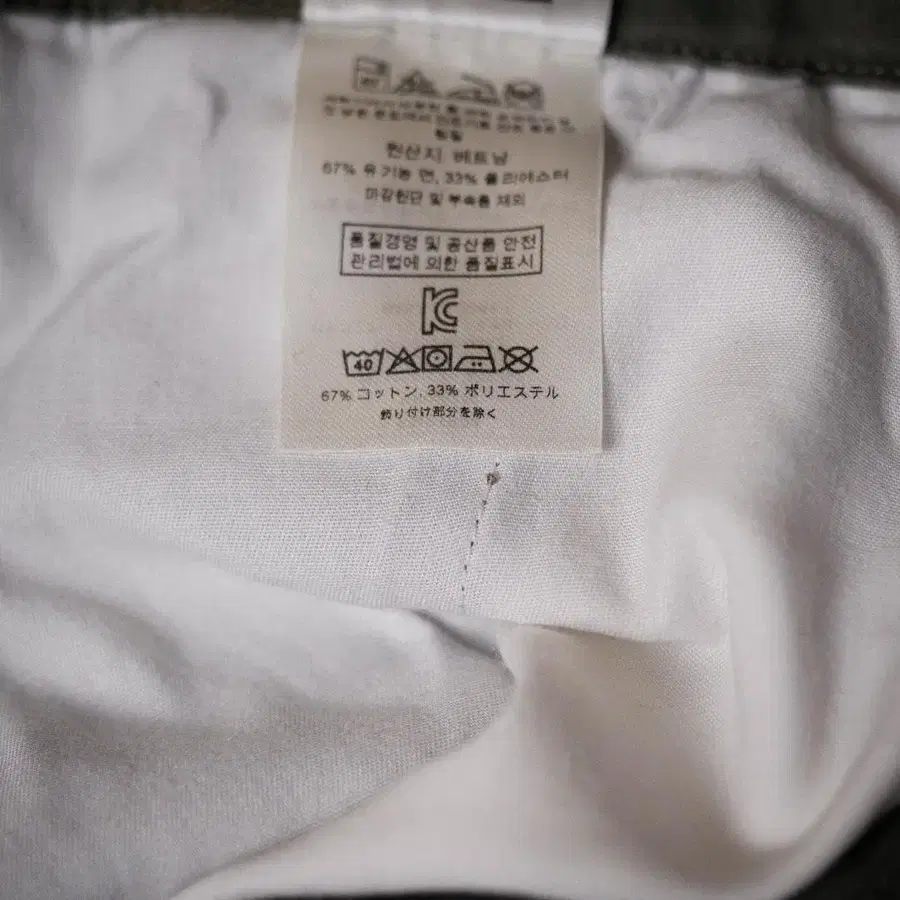 원산지: 베트남
67% 유기농 면, 33% 폴리에스터
마감원단 및 부속품 제외
품질경영 및 공산품 안전
관리법에 의한 품질표시
KC
40
67% コットン, 33% ポリエステル
飾り付け部分を除く